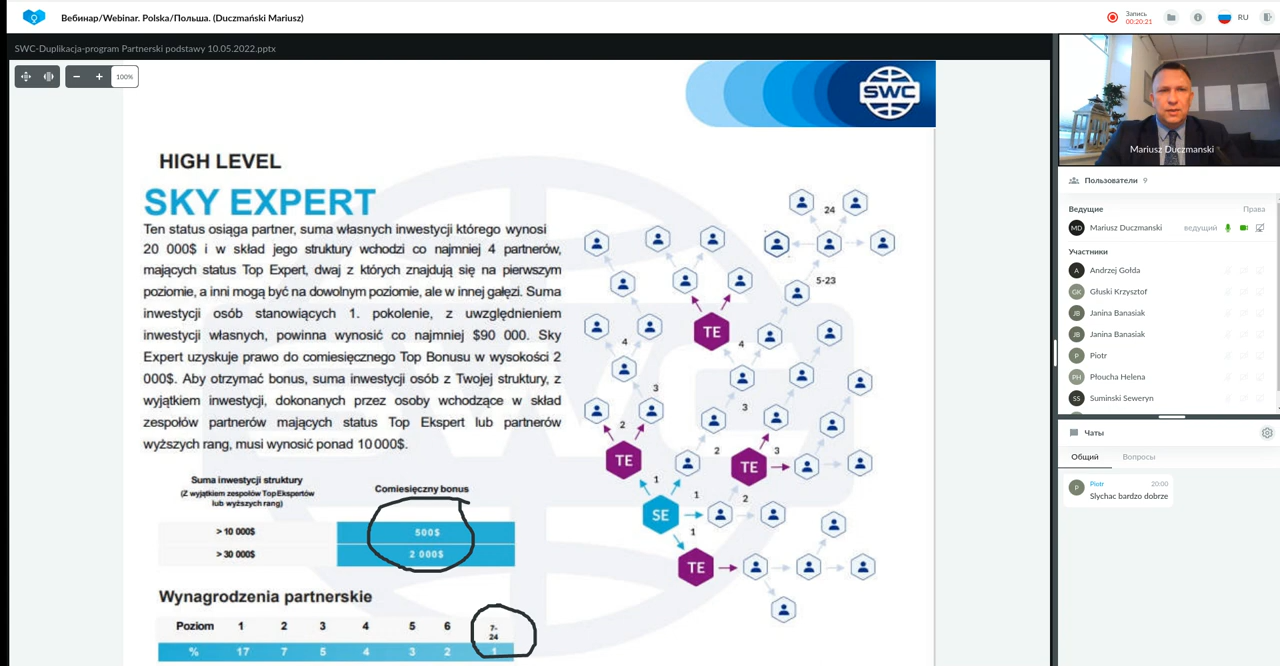 Вебинар/Webinar. Polska/Польша. (Duczmański Mariusz)
Запись
00:20:21
RU
SWC-Duplikacja-program Partnerski podstawy 10.05.2022.pptx
100%
SWC
HIGH LEVEL
SKY EXPERT
Ten status osiąga partner, suma własnych inwestycji którego wynosi
20 000$ i w skład jego struktury wchodzi co najmniej 4 partnerów,
mających status Top Expert, dwaj z których znajdują się na pierwszym
poziomie, a inni mogą być na dowolnym poziomie, ale w innej gałęzi. Suma
inwestycji osób stanowiących 1. pokolenie, z uwzględnieniem
inwestycji własnych, powinna wynosić co najmniej $90 000. Sky
Expert uzyskuje prawo do comiesięcznego Top Bonusu w wysokości 2
000$. Aby otrzymać bonus, suma inwestycji osób z Twojej struktury, z
wyjątkiem inwestycji, dokonanych przez osoby wchodzące w skład
zespołów partnerów mających status Top Ekspert lub partnerów
wyższych rang, musi wynosić ponad 10 000$.
Suma inwestycji struktury
(Z wyjątkiem zespołów TopEkspertów
lub wyższych rang)
Comiesięczny bonus
> 10 000$ 500$
> 30 000$ 2 000$
Wynagrodzenia partnerskie
Poziom 1 2 3 4 5 6 7-
24
% 17 7 5 4 3 2 1
24
5-23
TE
4
4
3
3
2
TE
2
TE
3
1
1
2
SE
1
TE
Mariusz Duczmanski
Пользователи 9
Ведущие Права
MD Mariusz Duczmanski ведущий
Участники
A Andrzej Gołda
GK Głuski Krzysztof
JB Janina Banasiak
JB Janina Banasiak
P Piotr
PH Płoucha Helena
SS Suminski Seweryn
Чаты
Общий Вопросы
P Piotr 20:00
Slychac bardzo dobrze